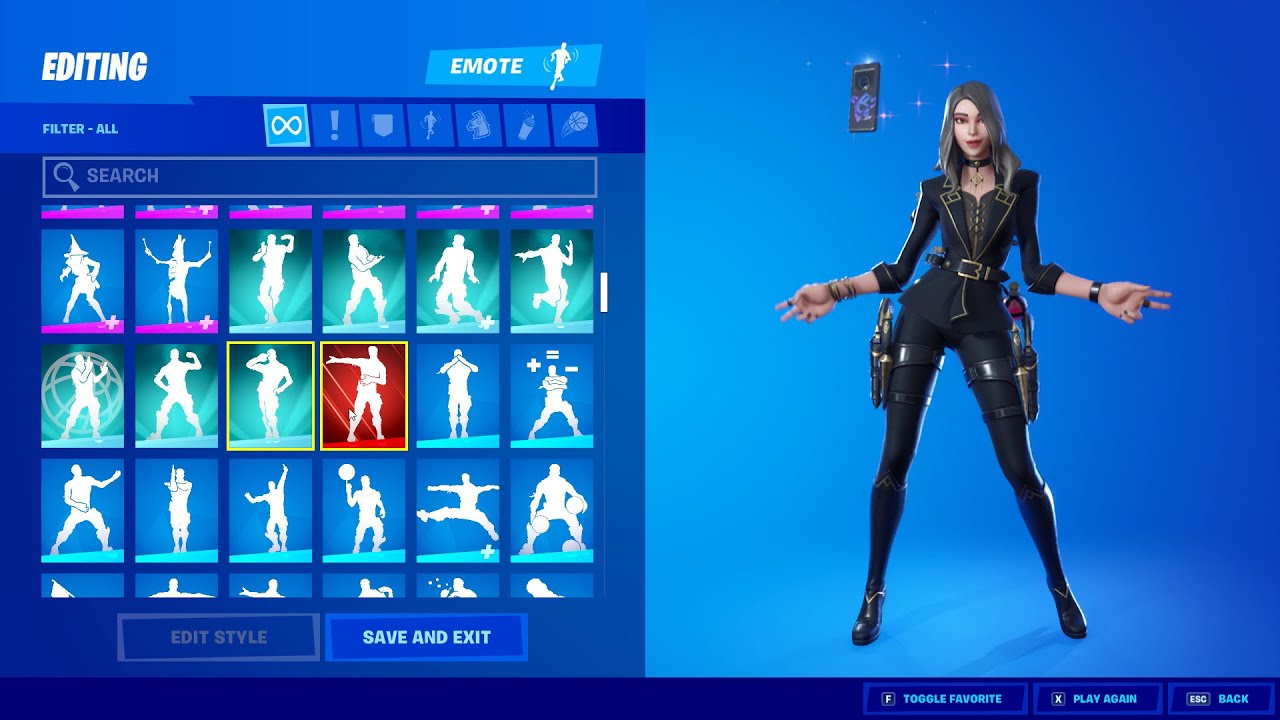 EDITING
EMOTE
FILTER - ALL
SEARCH
EDIT STYLE
SAVE AND EXIT
F TOGGLE FAVORITE
X PLAY AGAIN
ESC BACK